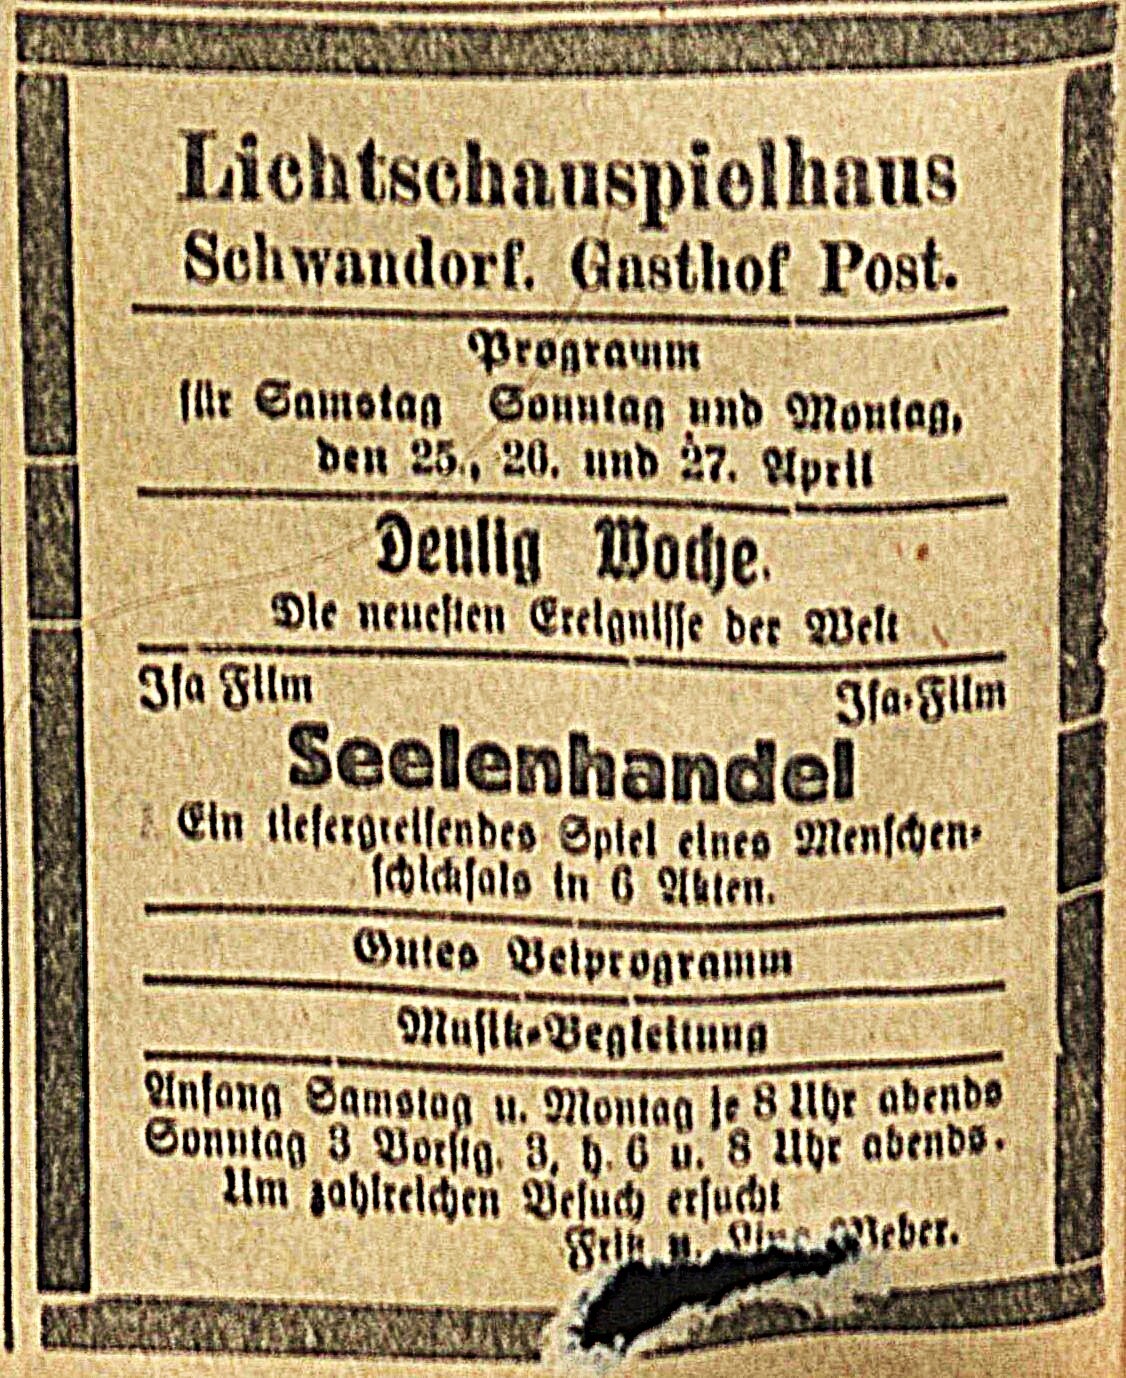 Lichtschauspielhaus
Schwandorf. Gasthof Post.
Programm
für Samstag Sonntag und Montag,
den 25., 26. und 27. April
Deulig Woche.
Die neuesten Ereignisse der Welt
Isa Film Isa-Film
Seelenhandel
Ein tiefergreifendes Spiel eines Menschen-
schicksals in 6 Akten.
Gutes Beiprogramm
Musik-Begleitung
Anfang Samstag u. Montag je 8 Uhr abends
Sonntag 3 Vorstg. 3, h. 6 u. 8 Uhr abends.
Um zahlreichen Besuch ersucht
Fritz u. Weber.